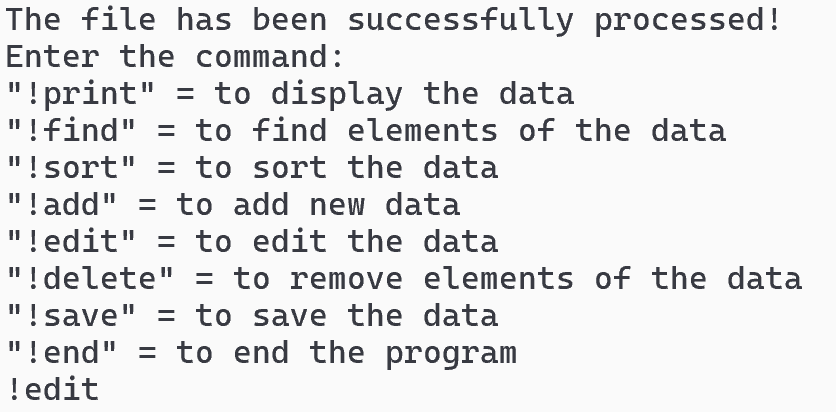 The file has been successfully processed!
Enter the command:
"!print" = to display the data
"!find" = to find elements of the data
"!sort" = to sort the data
"!add" = to add new data
"!edit" = to edit the data
"!delete" = to remove elements of the data
"!save" = to save the data
"!end" = to end the program
!edit